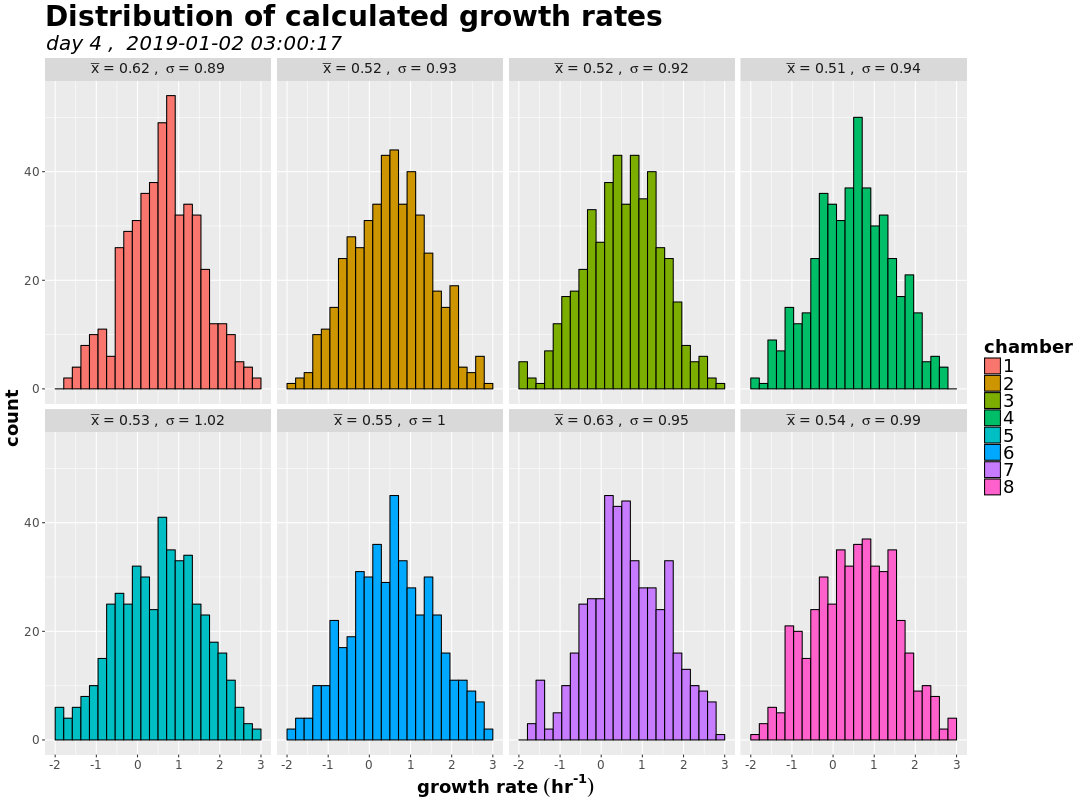 Distribution of calculated growth rates
day 4 ,  2019-01-02 03:00:17
x̅ = 0.62 ,  σ = 0.89
x̅ = 0.52 ,  σ = 0.93
x̅ = 0.52 ,  σ = 0.92
x̅ = 0.51 ,  σ = 0.94
40
20
0
x̅ = 0.53 ,  σ = 1.02
x̅ = 0.55 ,  σ = 1
x̅ = 0.63 ,  σ = 0.95
x̅ = 0.54 ,  σ = 0.99
40
20
0
-2 -1 0 1 2 3
-2 -1 0 1 2 3
-2 -1 0 1 2 3
-2 -1 0 1 2 3
count
growth rate (hr⁻¹)
chamber
1
2
3
4
5
6
7
8